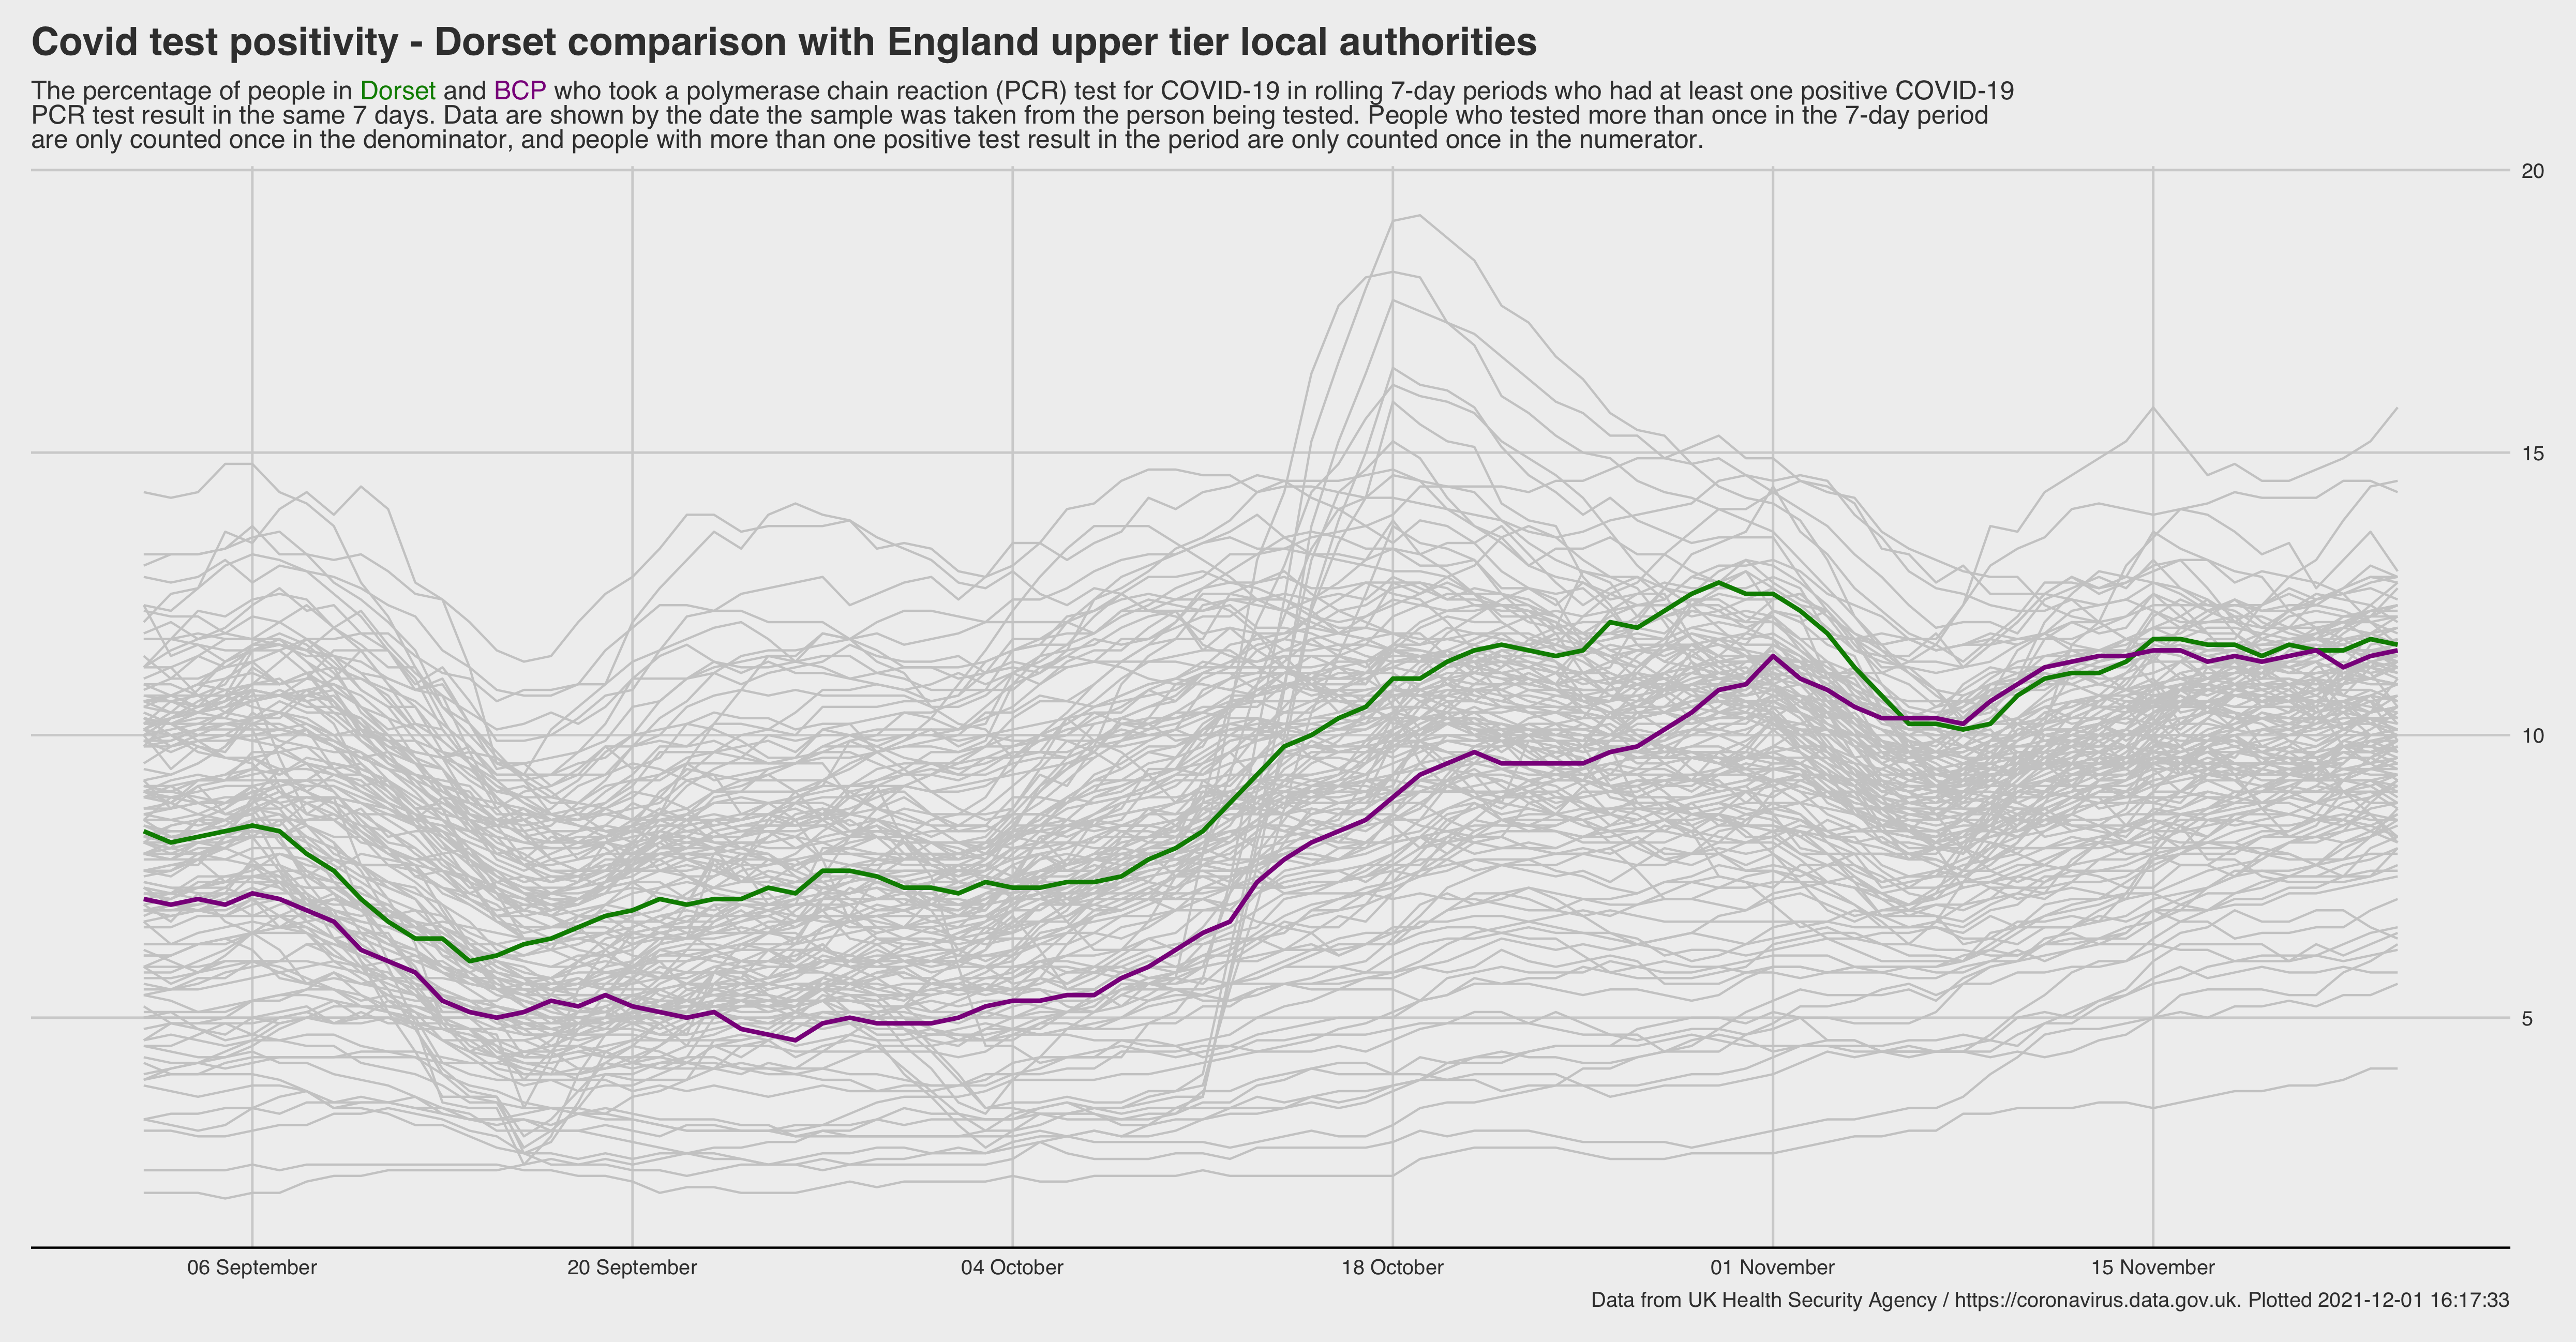 Covid test positivity - Dorset comparison with England upper tier local authorities
The percentage of people in Dorset and BCP who took a polymerase chain reaction (PCR) test for COVID-19 in rolling 7-day periods who had at least one positive COVID-19
PCR test result in the same 7 days. Data are shown by the date the sample was taken from the person being tested. People who tested more than once in the 7-day period
are only counted once in the denominator, and people with more than one positive test result in the period are only counted once in the numerator.
20
15
10
5
06 September
20 September
04 October
18 October
01 November
15 November
Data from UK Health Security Agency / https://coronavirus.data.gov.uk. Plotted 2021-12-01 16:17:33